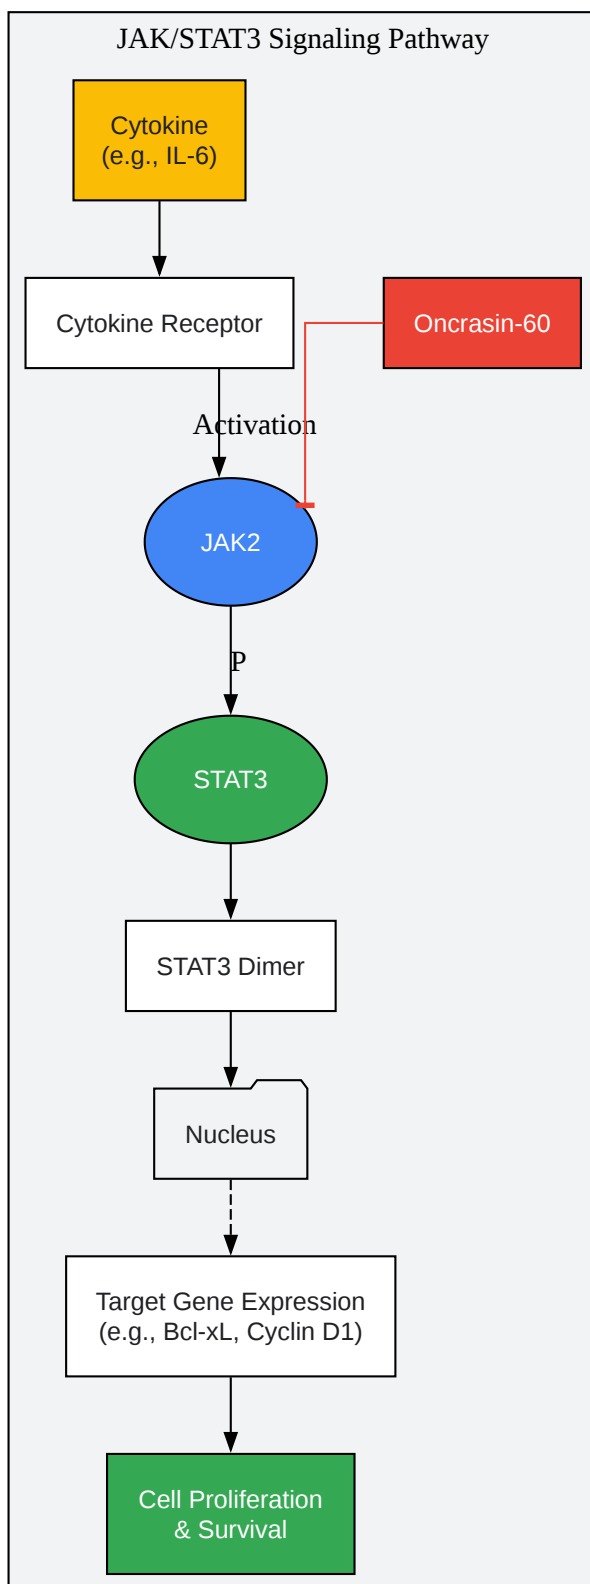 JAK/STAT3 Signaling Pathway
Cytokine
(e.g., IL-6)
Cytokine Receptor
Oncrasin-60
Activation
JAK2
P
STAT3
STAT3 Dimer
Nucleus
Target Gene Expression
(e.g., Bcl-xL, Cyclin D1)
Cell Proliferation
& Survival